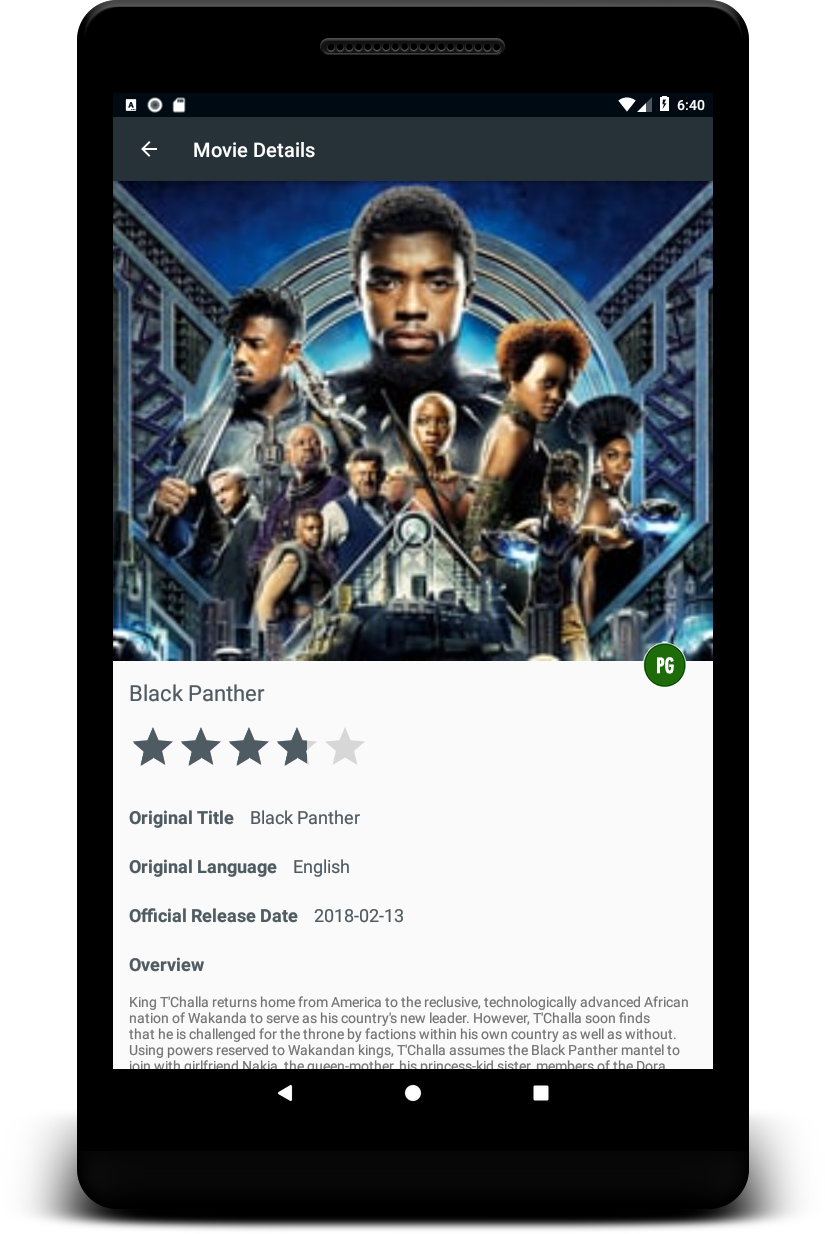 6:40
Movie Details
PG
Black Panther
Original Title Black Panther
Original Language English
Official Release Date 2018-02-13
Overview
King T'Challa returns home from America to the reclusive, technologically advanced African
nation of Wakanda to serve as his country's new leader. However, T'Challa soon finds
that he is challenged for the throne by factions within his own country as well as without.
Using powers reserved to Wakandan kings, T'Challa assumes the Black Panther mantel to
join with girlfriend Nakia, the queen-mother, his princess-kid sister, members of the Dora